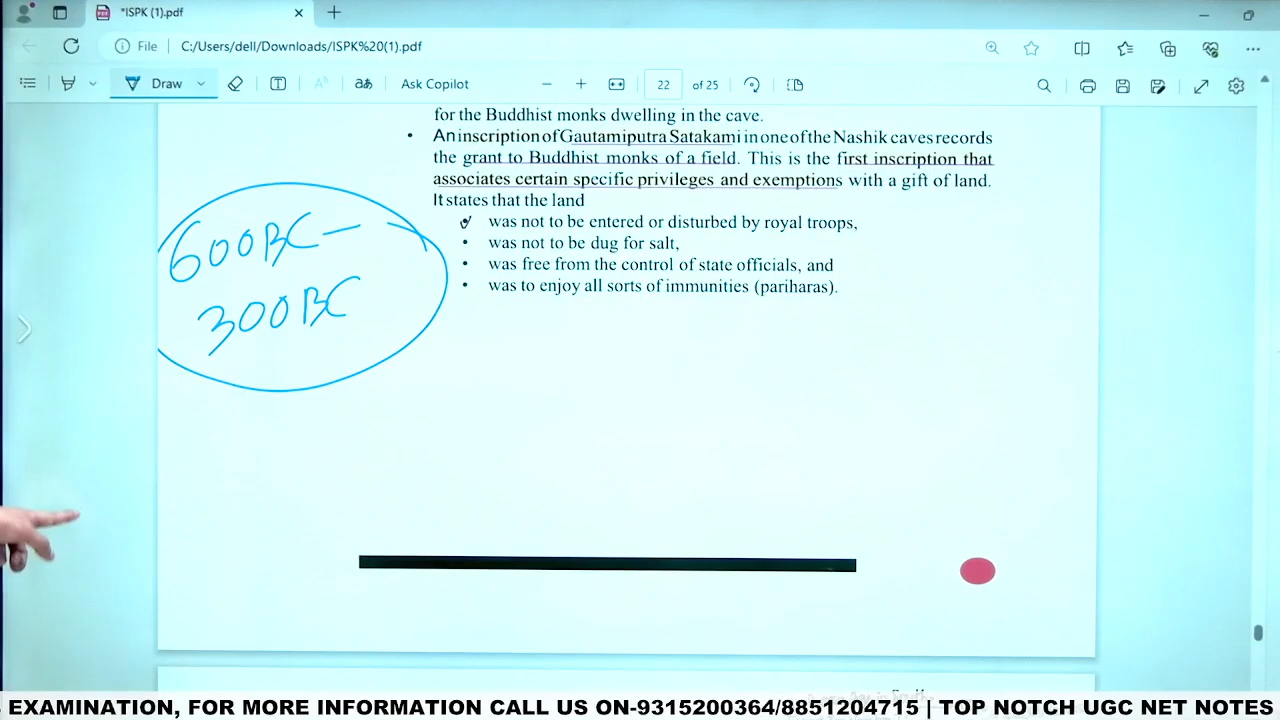 *ISPK (1).pdf
File C:/Users/dell/Downloads/ISPK%20(1).pdf
Draw Ask Copilot 22 of 25
for the Buddhist monks dwelling in the cave.
• An inscription of Gautamiputra Satakami in one of the Nashik caves records
the grant to Buddhist monks of a field. This is the first inscription that
associates certain specific privileges and exemptions with a gift of land.
It states that the land
• was not to be entered or disturbed by royal troops,
• was not to be dug for salt,
• was free from the control of state officials, and
• was to enjoy all sorts of immunities (pariharas).
600BC–
300BC
EXAMINATION, FOR MORE INFORMATION CALL US ON-9315200364/8851204715 | TOP NOTCH UGC NET NOTES